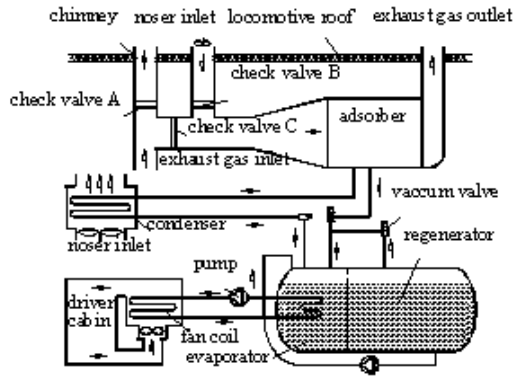 chimney noser inlet locomotive roof exhaust gas outlet
check valve B
check valve A
check valve C
adsorber
exhaust gas inlet
vaccum valve
condenser
noser inlet
regenerator
pump
driver
cabin
fan coil
evaporator